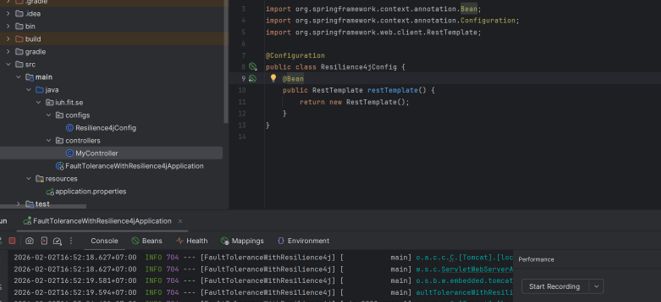 .gradle
.idea
bin
build
gradle
src
main
java
iuh.fit.se
configs
Resilience4jConfig
controllers
MyController
FaultToleranceWithResilience4jApplication
resources
application.properties
test
3 import org.springframework.context.annotation.Bean;
4 import org.springframework.context.annotation.Configuration;
5 import org.springframework.web.client.RestTemplate;
6
7 @Configuration
8 public class Resilience4jConfig {
9 @Bean
10 public RestTemplate restTemplate() {
11 return new RestTemplate();
12 }
13 }
14
un FaultToleranceWithResilience4jApplication ×
Console Beans Health Mappings Environment
2026-02-02T16:52:18.627+07:00 INFO 704 --- [FaultToleranceWithResilience4j] [ main] o.a.c.c.C.[Tomcat].[loc
2026-02-02T16:52:18.627+07:00 INFO 704 --- [FaultToleranceWithResilience4j] [ main] w.s.c.ServletWebServerA
2026-02-02T16:52:19.581+07:00 INFO 704 --- [FaultToleranceWithResilience4j] [ main] o.s.b.w.embedded.tomcat
2026-02-02T16:52:19.594+07:00 INFO 704 --- [FaultToleranceWithResilience4j] [ main] aultToleranceWithResili
Performance
Start Recording